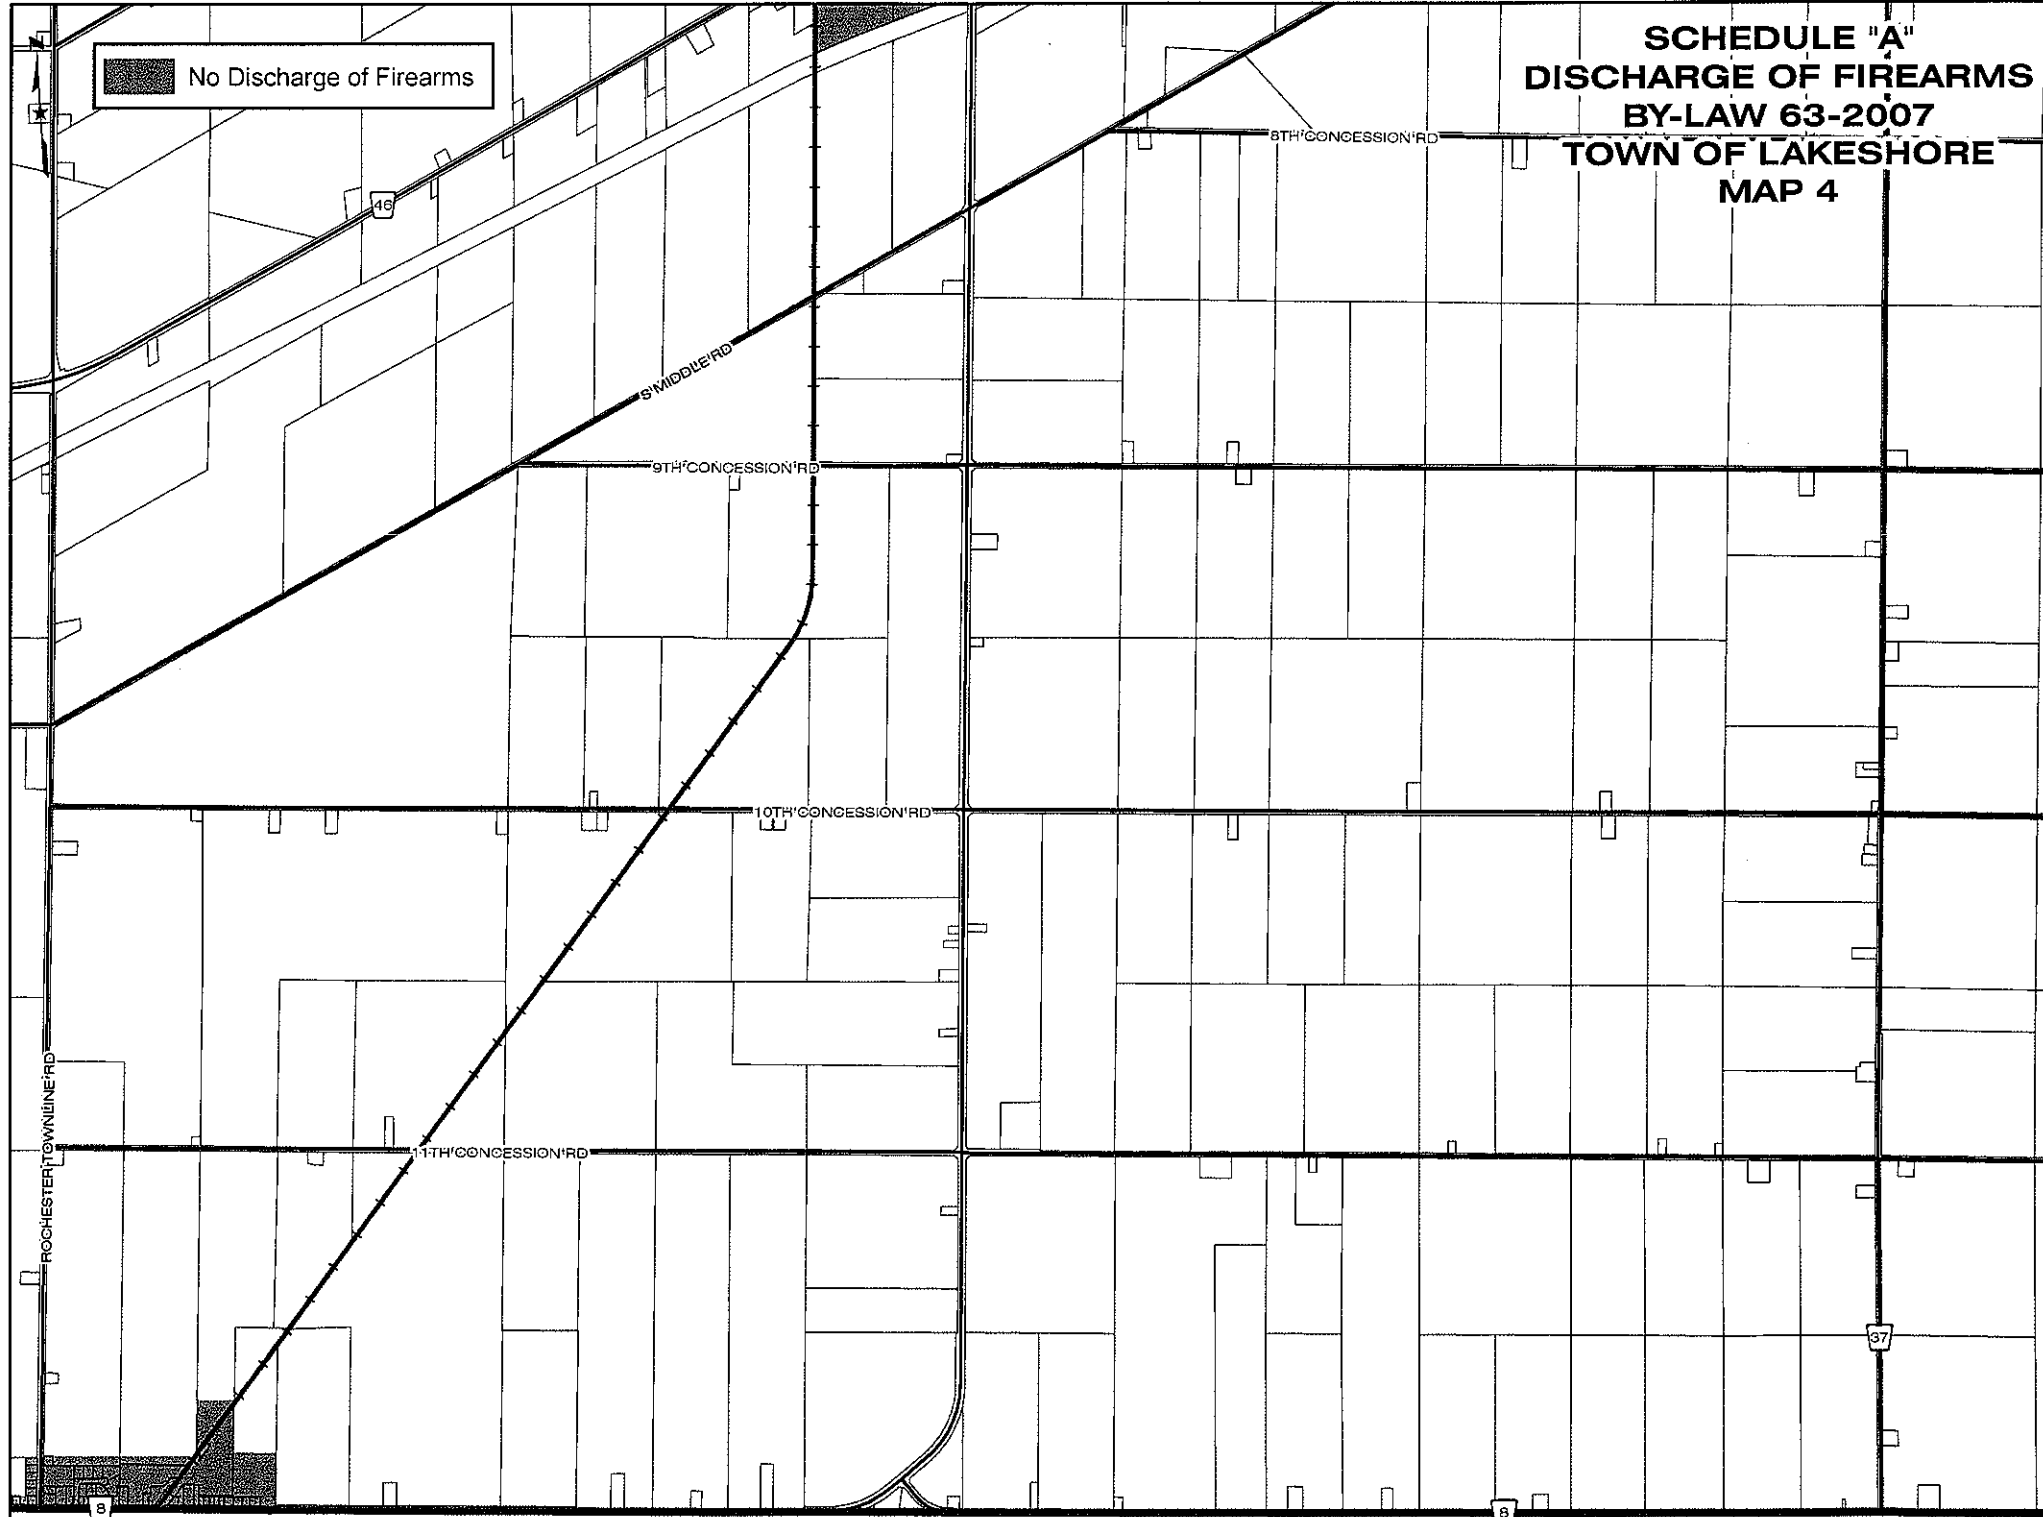 SCHEDULE "A"
DISCHARGE OF FIREARMS
BY-LAW 63-2007
TOWN OF LAKESHORE
MAP 4
No Discharge of Firearms
N
8TH CONCESSION RD
46
S MIDDLE RD
9TH CONCESSION RD
10TH CONCESSION RD
ROCHESTER TOWNLINE RD
11TH CONCESSION RD
37
8
8